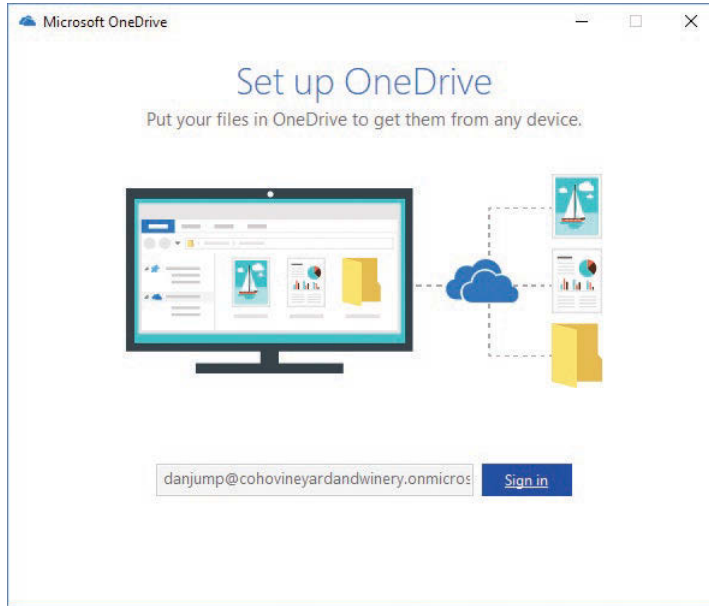 Microsoft OneDrive
Set up OneDrive
Put your files in OneDrive to get them from any device.
danjump@cohovineyardandwinery.onmicros
Sign in